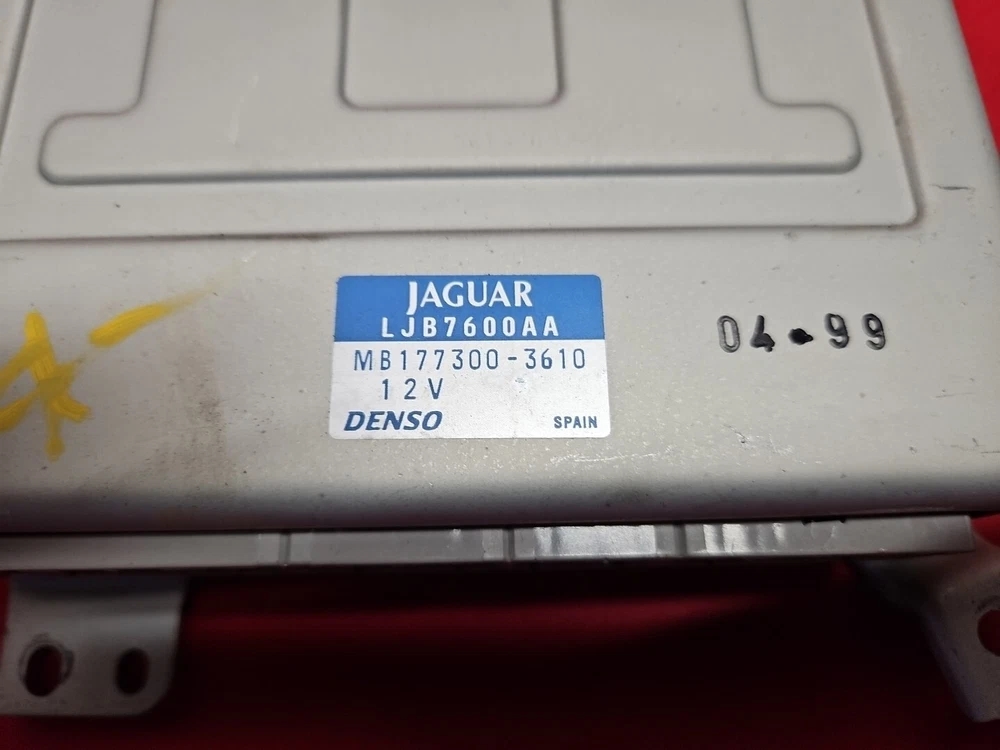 JAGUAR
LJB7600AA
MB177300-3610
12V
DENSO SPAIN
04-99